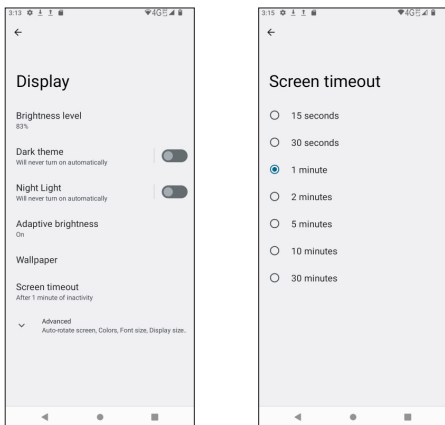 3:13
4G
Display
Brightness level
83%
Dark theme
Will never turn on automatically
Night Light
Will never turn on automatically
Adaptive brightness
On
Wallpaper
Screen timeout
After 1 minute of inactivity
Advanced
Auto-rotate screen, Colors, Font size, Display size,
3:15
4G
Screen timeout
15 seconds
30 seconds
1 minute
2 minutes
5 minutes
10 minutes
30 minutes